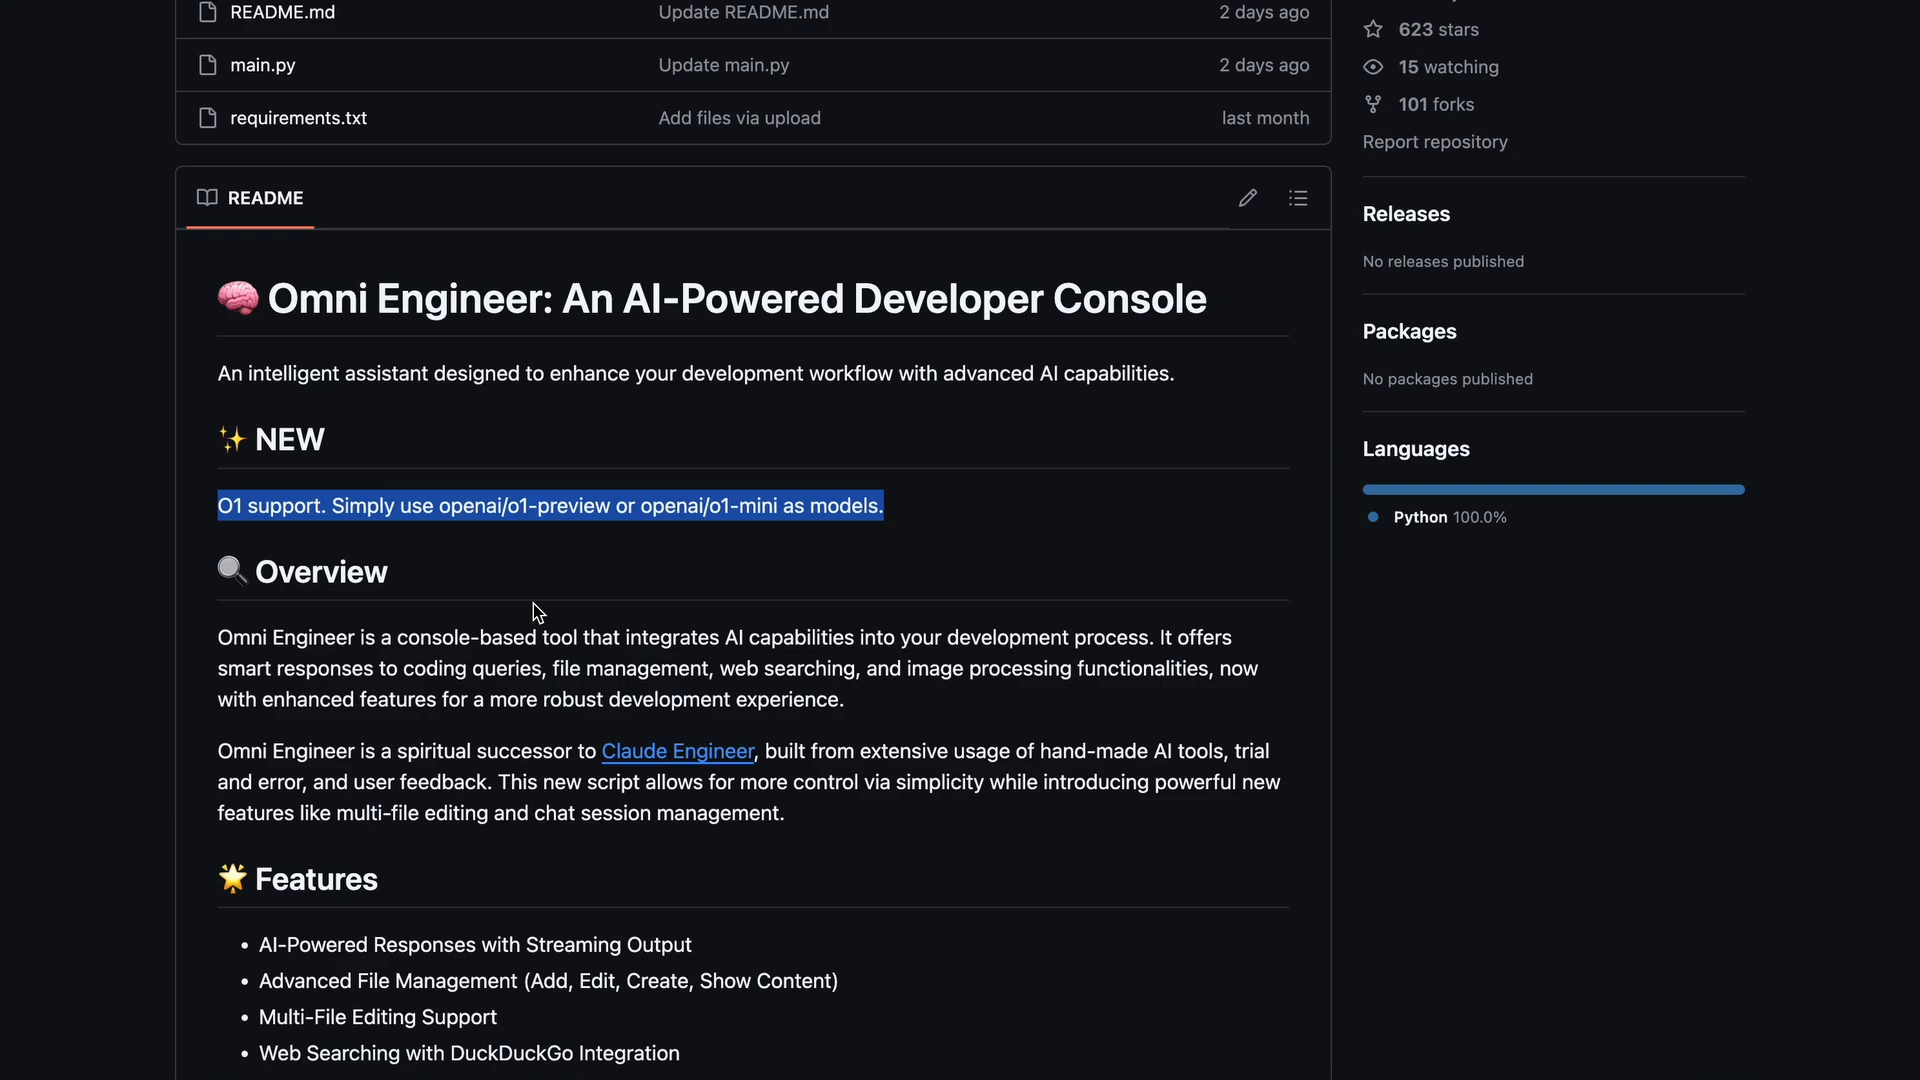 README.md Update README.md 2 days ago
main.py Update main.py 2 days ago
requirements.txt Add files via upload last month
README
🧠 Omni Engineer: An AI-Powered Developer Console
An intelligent assistant designed to enhance your development workflow with advanced AI capabilities.
✨ NEW
O1 support. Simply use openai/o1-preview or openai/o1-mini as models.
🔍 Overview
Omni Engineer is a console-based tool that integrates AI capabilities into your development process. It offers
smart responses to coding queries, file management, web searching, and image processing functionalities, now
with enhanced features for a more robust development experience.
Omni Engineer is a spiritual successor to Claude Engineer, built from extensive usage of hand-made AI tools, trial
and error, and user feedback. This new script allows for more control via simplicity while introducing powerful new
features like multi-file editing and chat session management.
🌟 Features
• AI-Powered Responses with Streaming Output
• Advanced File Management (Add, Edit, Create, Show Content)
• Multi-File Editing Support
• Web Searching with DuckDuckGo Integration
623 stars
15 watching
101 forks
Report repository
Releases
No releases published
Packages
No packages published
Languages
Python 100.0%